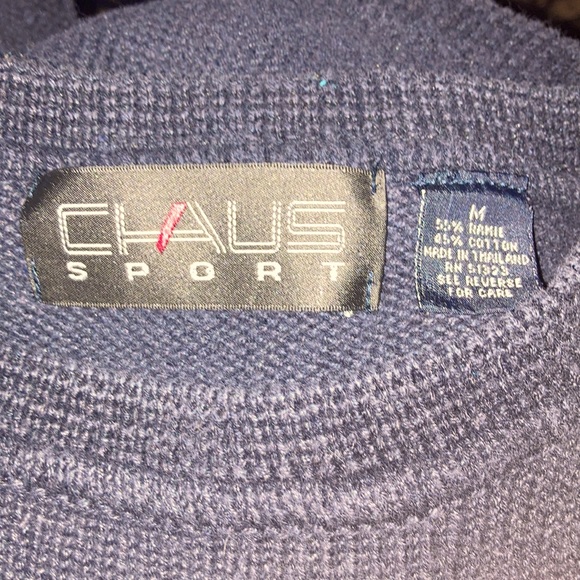 CHAUS
SPORT
M
55% RAMIE
45% COTTON
MADE IN THAILAND
RN 51323
SEE REVERSE
FOR CARE